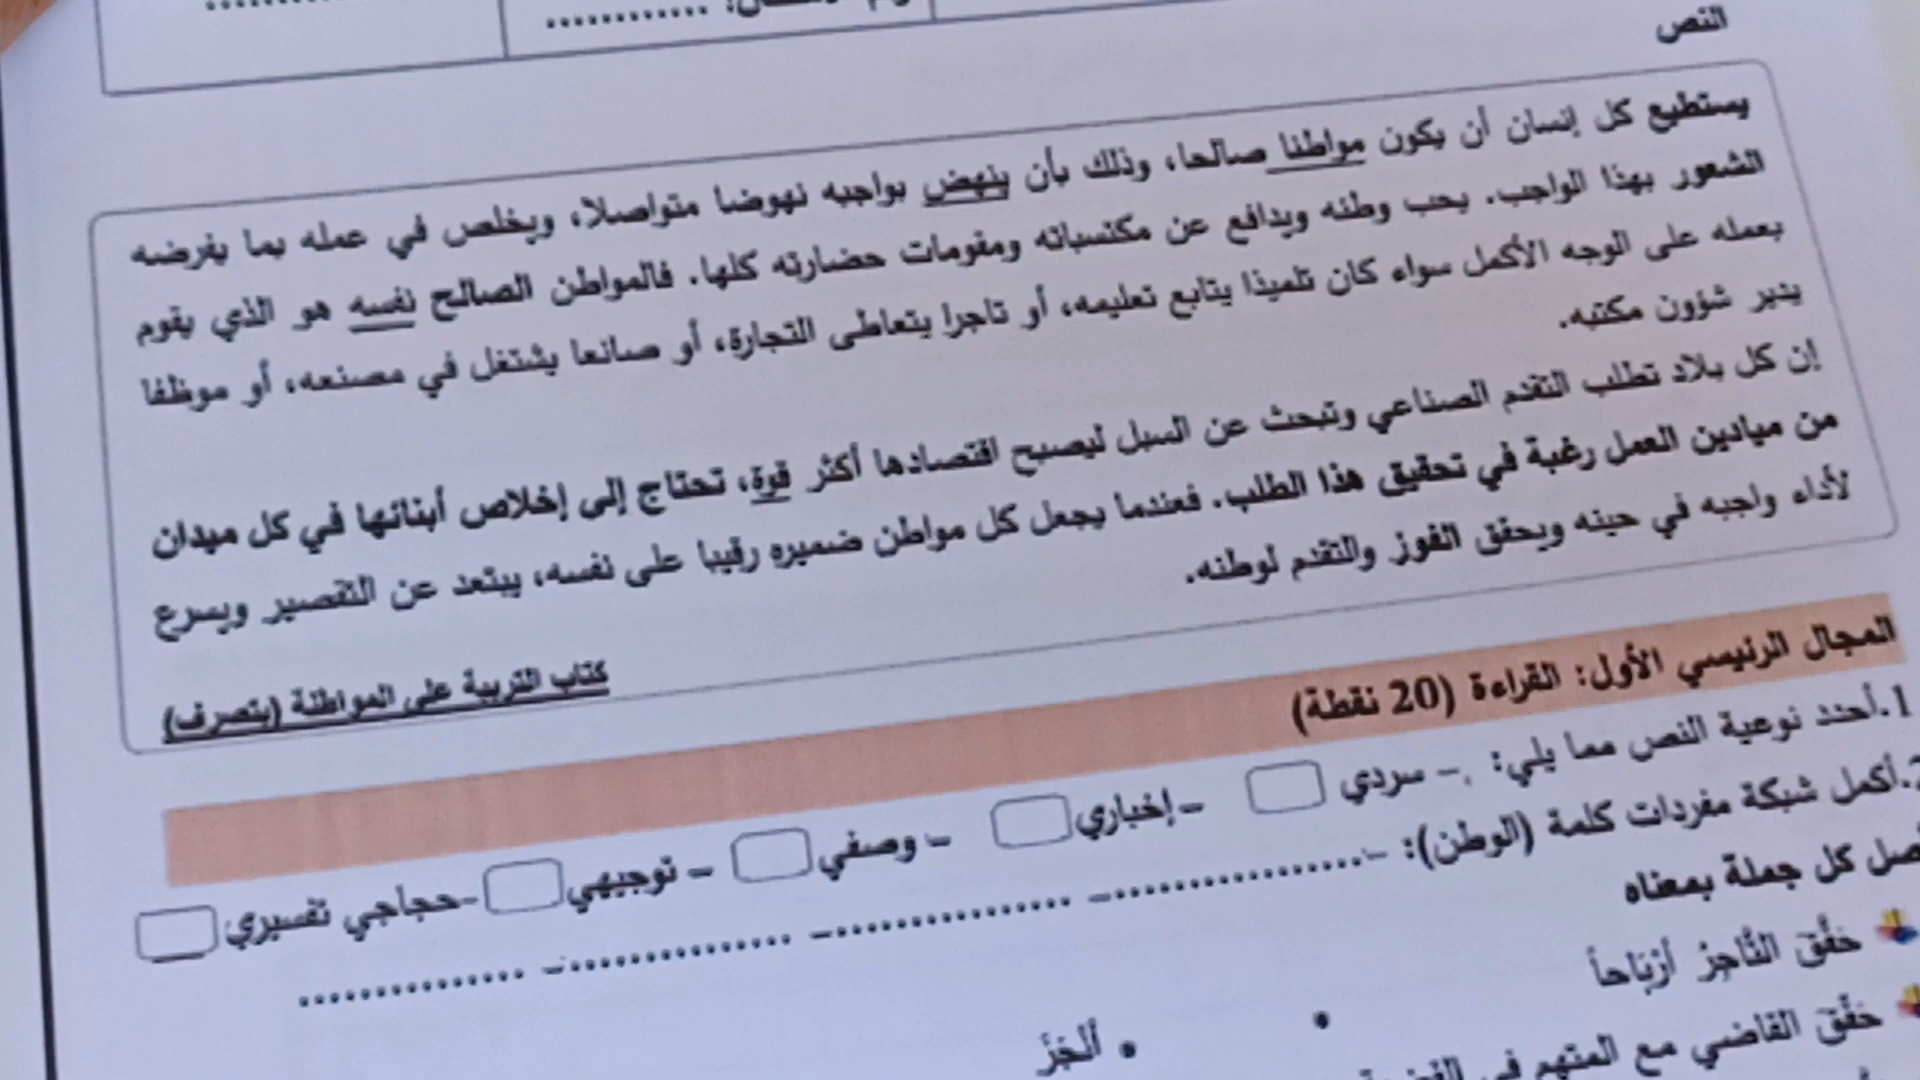 النص
يستطيع كل إنسان أن يكون مواطنا صالحا، وذلك بأن ينهض بواجبه نهوضا متواصلا، ويخلص في عمله بما يفرضه
الشعور بهذا الواجب. يحب وطنه ويدافع عن مكتسباته ومقومات حضارته كلها. فالمواطن الصالح نفسه هو الذي يقوم
بعمله على الوجه الأكمل سواء كان تلميذا يتابع تعليمه، أو تاجرا يتعاطى التجارة، أو صانعا يشتغل في مصنعه، أو موظفا
يدبر شؤون مكتبه.
إن كل بلاد تطلب التقدم الصناعي وتبحث عن السبل ليصبح اقتصادها أكثر قوة، تحتاج إلى إخلاص أبنائها في كل ميدان
من ميادين العمل رغبة في تحقيق هذا الطلب. فعندما يجعل كل مواطن ضميره رقيبا على نفسه، يبتعد عن التقصير ويسرع
لأداء واجبه في حينه ويحقق الفوز والتقدم لوطنه.
كتاب التربية على المواطنة (بتصرف)
المجال الرئيسي الأول: القراءة (20 نقطة)
1.أحدد نوعية النص مما يلي: - سردي - إخباري - وصفي - توجيهي -حجاجي تفسيري
2.أكمل شبكة مفردات كلمة (الوطن): -................- ................- ................- ................
أصل كل جملة بمعناه
حَقَّقَ التَّاجِرُ أَرْبَاحاً
• • أَنْجَزَ
حَقَّقَ القاضي مع المتهم في